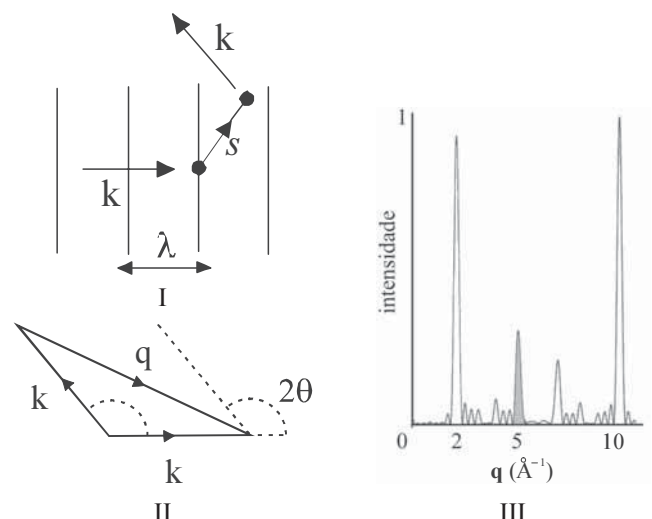 k
s
k
λ
I
q
2θ
k
k
II
1
intensidade
0 2 5 10
q (Å⁻¹)
III